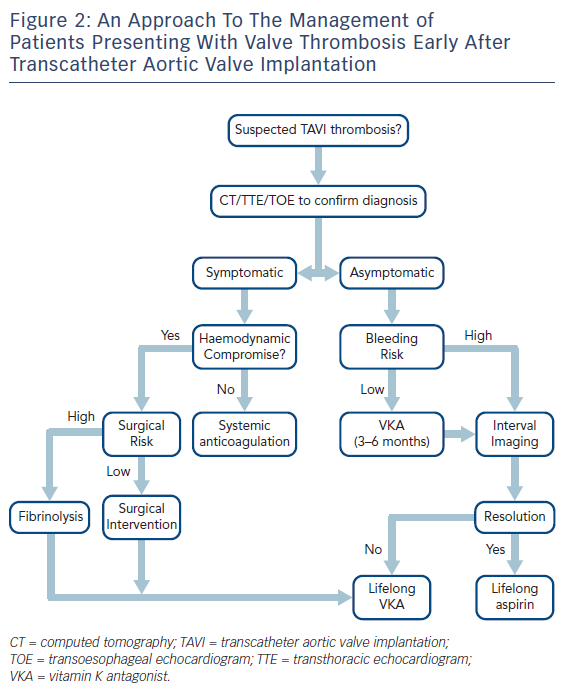 Figure 2: An Approach To The Management of
Patients Presenting With Valve Thrombosis Early After
Transcatheter Aortic Valve Implantation
Suspected TAVI thrombosis?
CT/TTE/TOE to confirm diagnosis
Symptomatic
Asymptomatic
Yes
Haemodynamic
Compromise?
Bleeding
Risk
High
No
Low
High
Surgical
Risk
Systemic
anticoagulation
VKA
(3–6 months)
Interval
Imaging
Low
Fibrinolysis
Surgical
Intervention
Resolution
No
Yes
Lifelong
VKA
Lifelong
aspirin
CT = computed tomography; TAVI = transcatheter aortic valve implantation;
TOE = transoesophageal echocardiogram; TTE = transthoracic echocardiogram;
VKA = vitamin K antagonist.